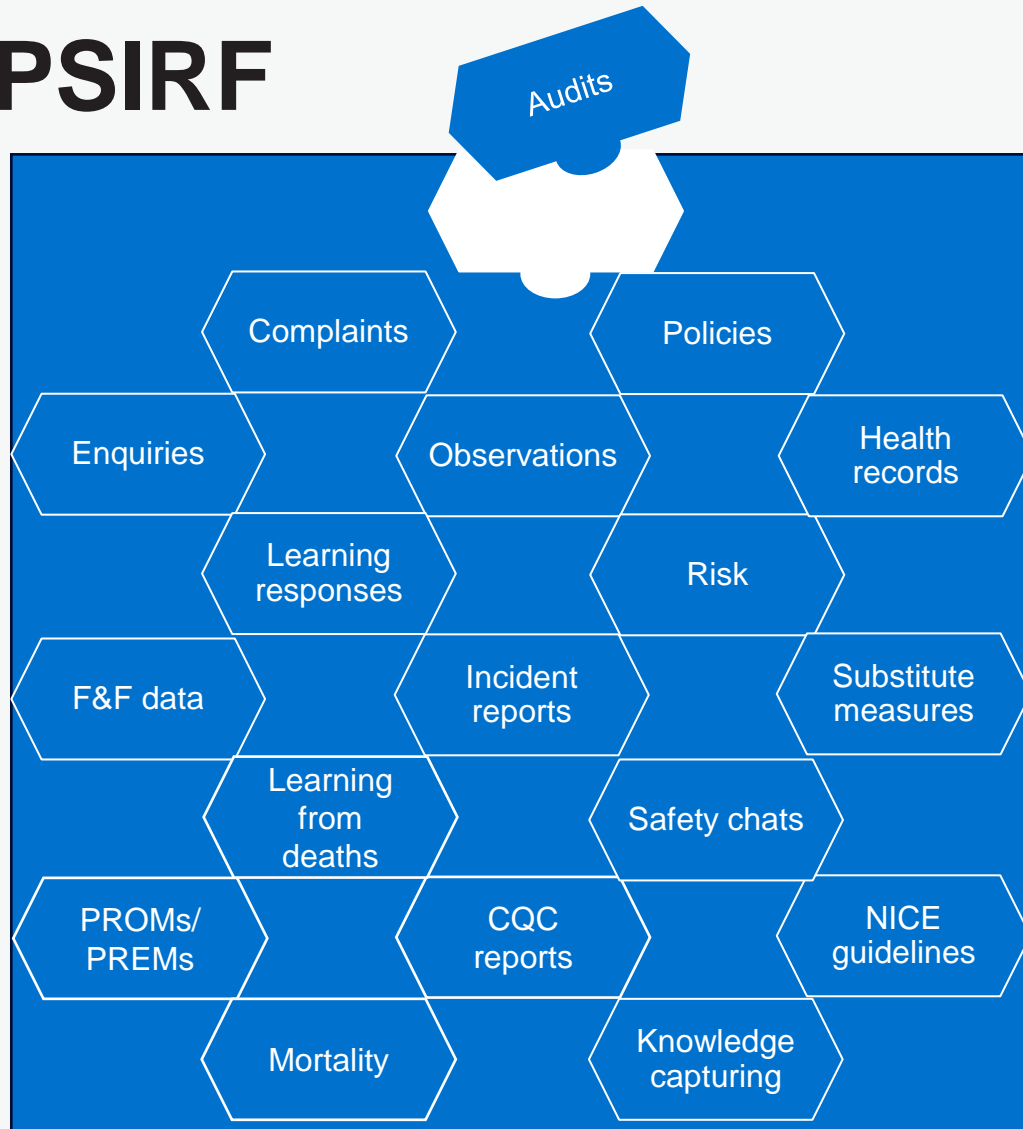 PSIRF
Audits
Complaints
Policies
Enquiries
Observations
Health
records
Learning
responses
Risk
F&F data
Incident
reports
Substitute
measures
Learning
from
deaths
Safety chats
PROMs/
PREMs
CQC
reports
NICE
guidelines
Mortality
Knowledge
capturing